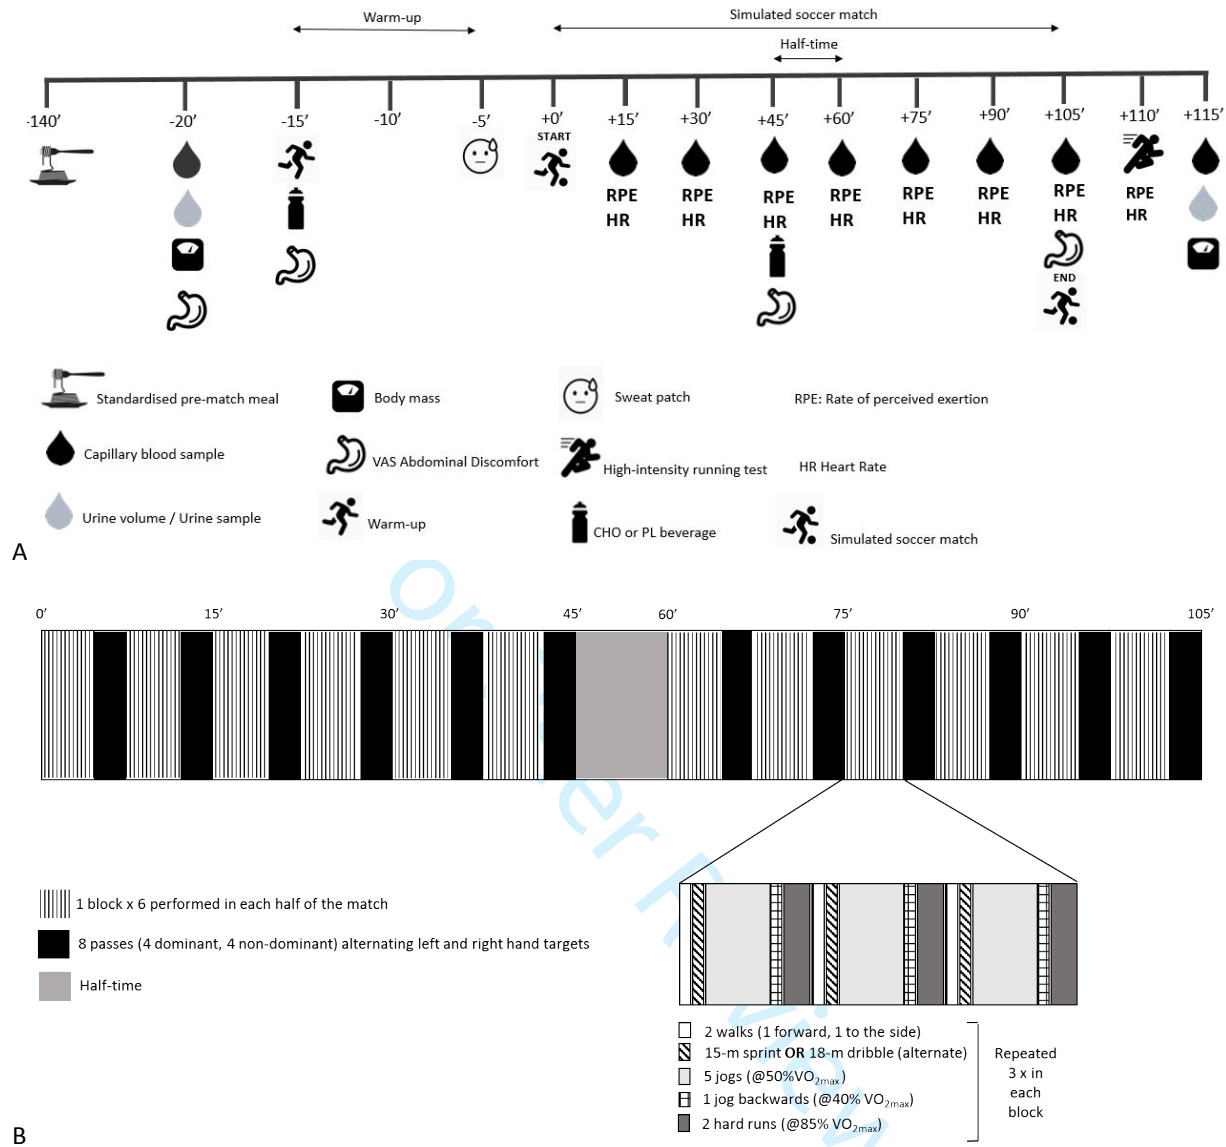 Warm-up
Simulated soccer match
Half-time
-140’ -20’ -15’ -10’ -5’ +0’ +15’ +30’ +45’ +60’ +75’ +90’ +105’ +110’ +115’
START
RPE RPE RPE RPE RPE RPE RPE RPE
HR HR HR HR HR HR HR HR
END
Standardised pre-match meal
Body mass
Sweat patch
RPE: Rate of perceived exertion
Capillary blood sample
VAS Abdominal Discomfort
High-intensity running test
HR Heart Rate
Urine volume / Urine sample
Warm-up
CHO or PL beverage
Simulated soccer match
A
0’ 15’ 30’ 45’ 60’ 75’ 90’ 105’
1 block x 6 performed in each half of the match
8 passes (4 dominant, 4 non-dominant) alternating left and right hand targets
Half-time
2 walks (1 forward, 1 to the side)
15-m sprint OR 18-m dribble (alternate)
5 jogs (@50%VO2max)
1 jog backwards (@40% VO2max)
2 hard runs (@85% VO2max)
Repeated
3 x in
each
block
B